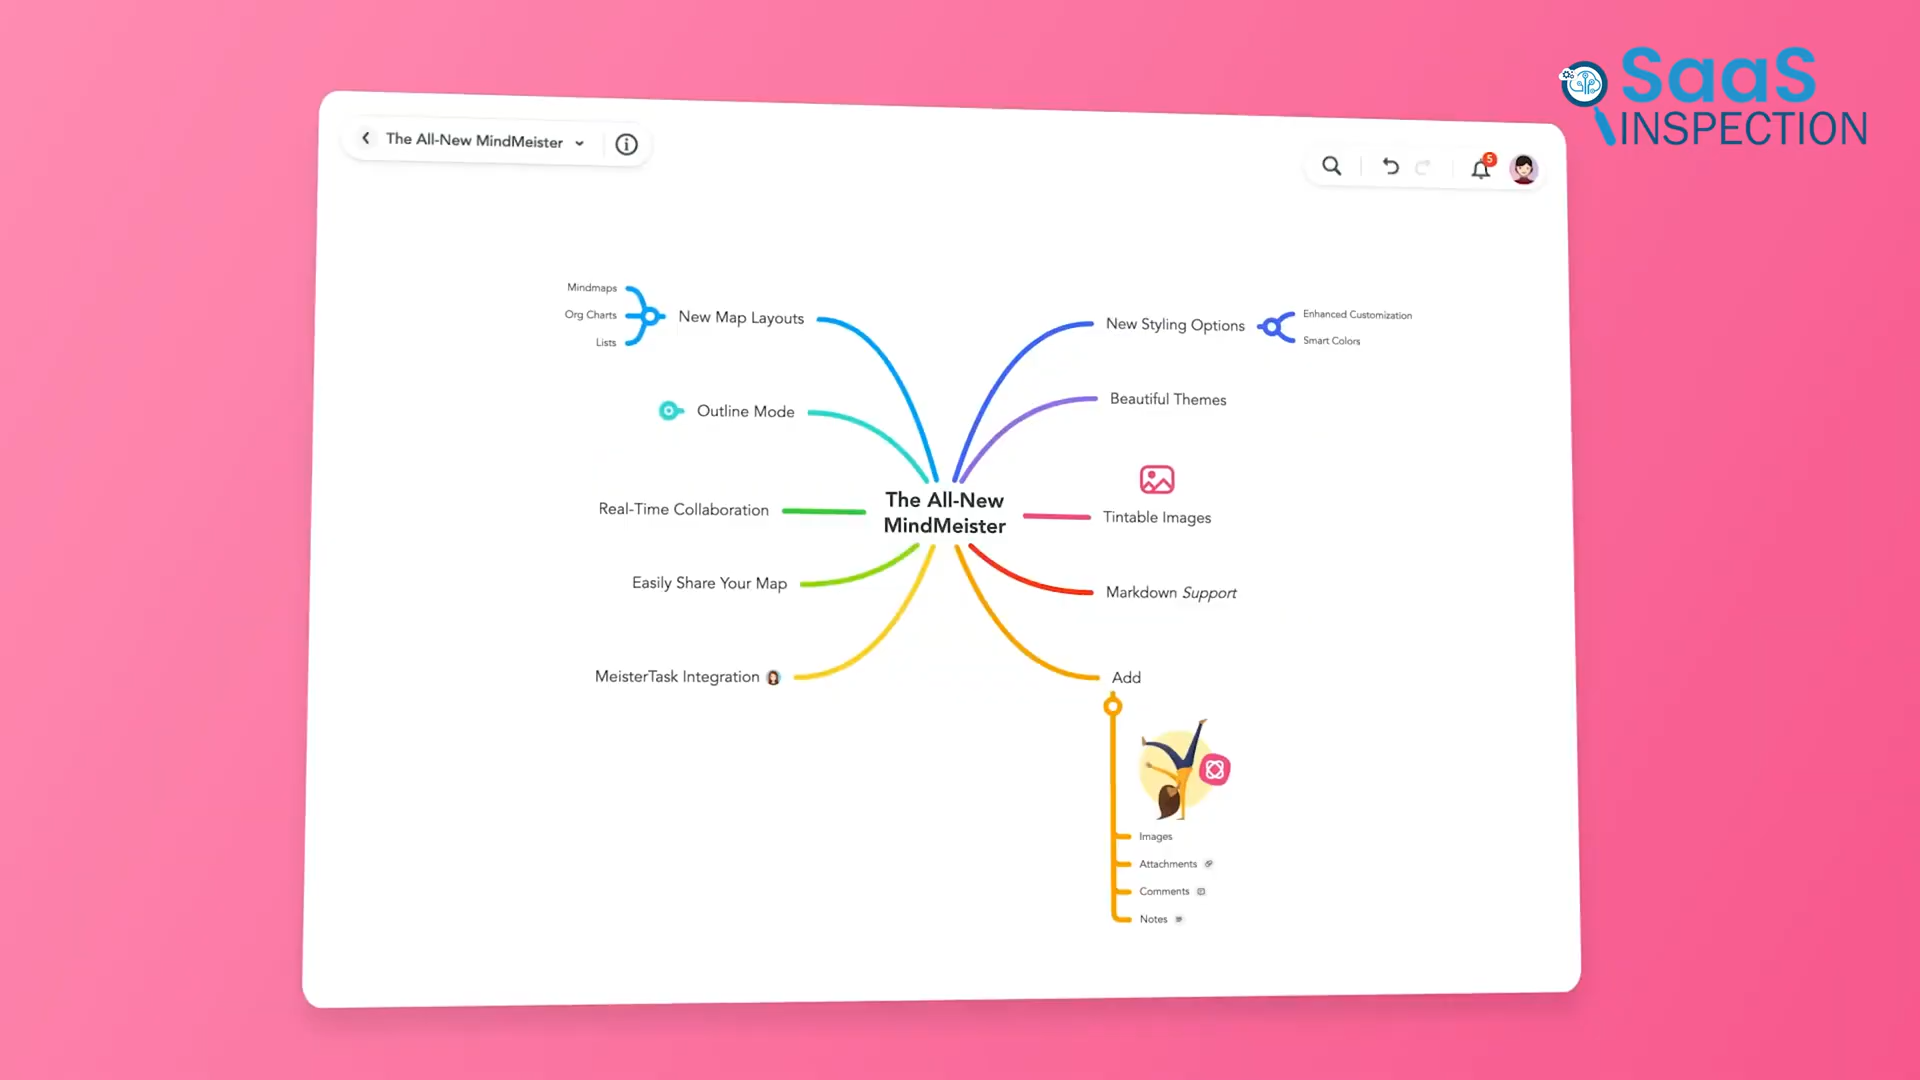 SaaS
INSPECTION
The All-New MindMeister
5
Mindmaps
Org Charts
Lists
New Map Layouts
Outline Mode
Real-Time Collaboration
Easily Share Your Map
MeisterTask Integration
The All-New
MindMeister
New Styling Options
Enhanced Customization
Smart Colors
Beautiful Themes
Tintable Images
Markdown Support
Add
Images
Attachments
Comments
Notes